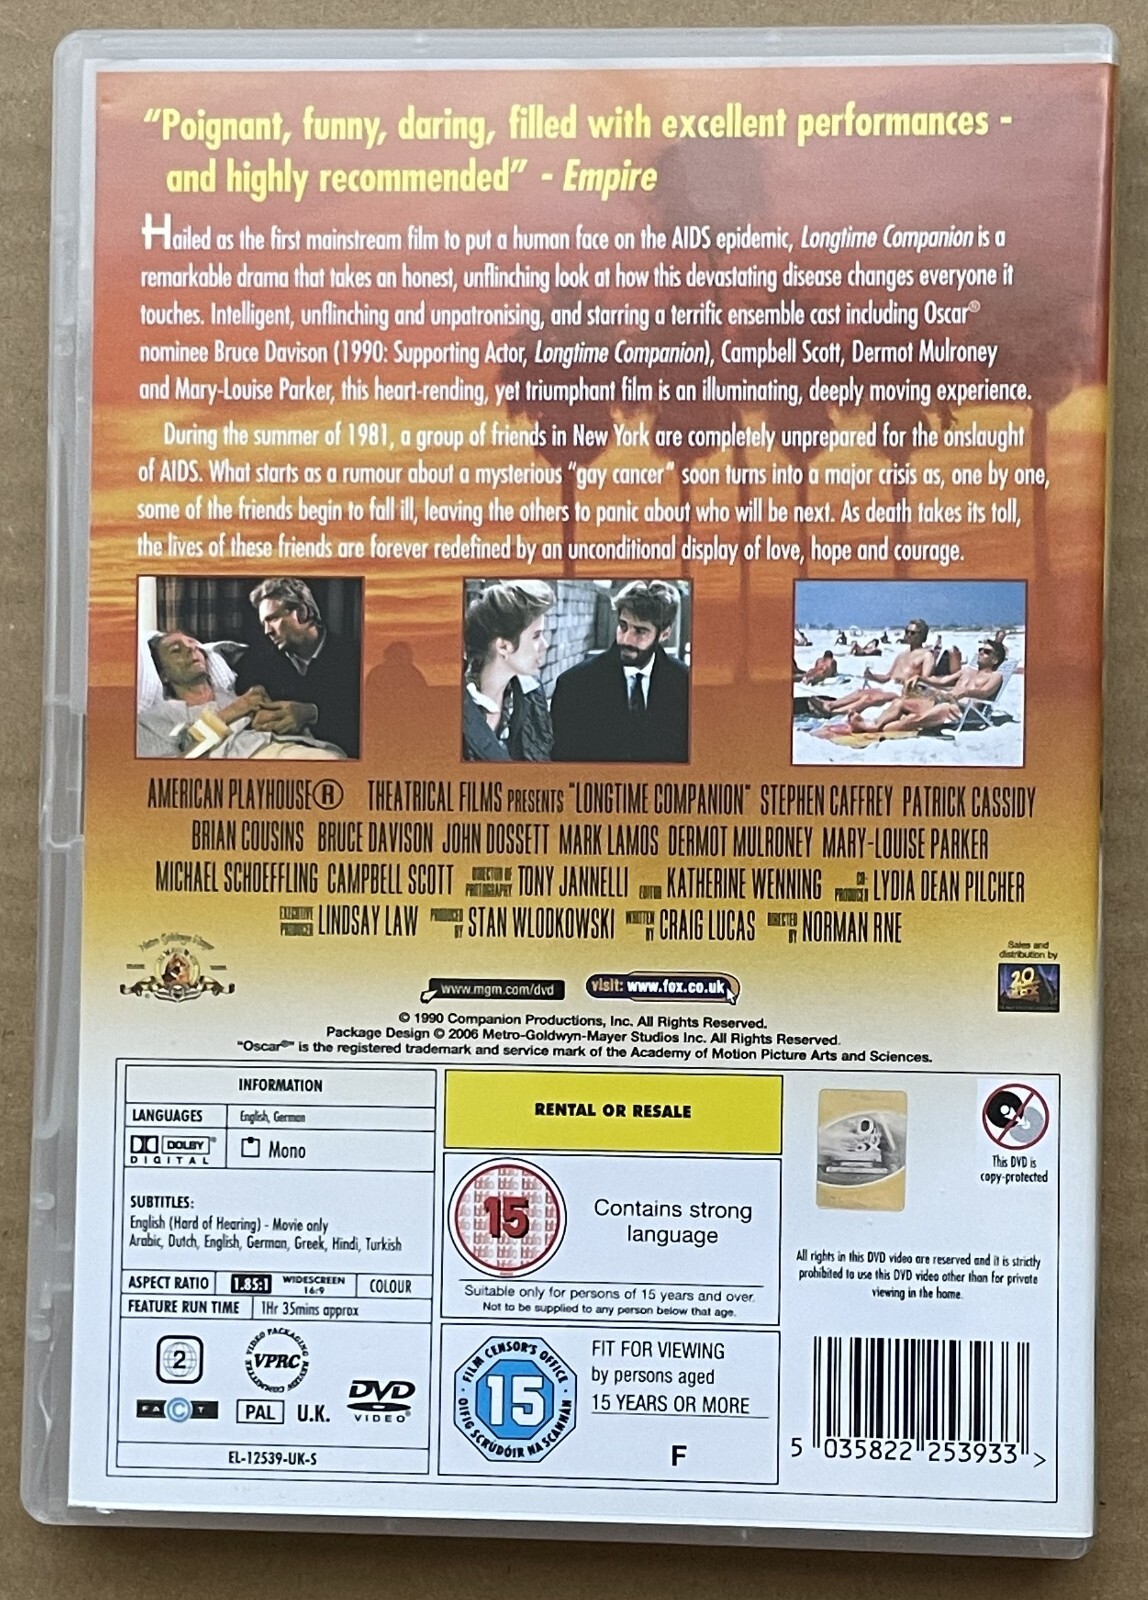 "Poignant, funny, daring, filled with excellent performances -
and highly recommended" - Empire
Hailed as the first mainstream film to put a human face on the AIDS epidemic, Longtime Companion is a
remarkable drama that takes an honest, unflinching look at how this devastating disease changes everyone it
touches. Intelligent, unflinching and unpatronising, and starring a terrific ensemble cast including Oscar®
nominee Bruce Davison (1990: Supporting Actor, Longtime Companion), Campbell Scott, Dermot Mulroney
and Mary-Louise Parker, this heart-rending, yet triumphant film is an illuminating, deeply moving experience.
During the summer of 1981, a group of friends in New York are completely unprepared for the onslaught
of AIDS. What starts as a rumour about a mysterious "gay cancer" soon turns into a major crisis as, one by one,
some of the friends begin to fall ill, leaving the others to panic about who will be next. As death takes its toll,
the lives of these friends are forever redefined by an unconditional display of love, hope and courage.
AMERICAN PLAYHOUSE® THEATRICAL FILMS PRESENTS "LONGTIME COMPANION" STEPHEN CAFFREY PATRICK CASSIDY
BRIAN COUSINS BRUCE DAVISON JOHN DOSSETT MARK LAMOS DERMOT MULRONEY MARY-LOUISE PARKER
MICHAEL SCHOEFFLING CAMPBELL SCOTT DIRECTOR OF PHOTOGRAPHY TONY JANNELLI EDITOR KATHERINE WENNING CO-PRODUCER LYDIA DEAN PILCHER
EXECUTIVE PRODUCER LINDSAY LAW PRODUCED BY STAN WLODKOWSKI WRITTEN BY CRAIG LUCAS DIRECTED BY NORMAN RNE
Metro Goldwyn Mayer
Sales and
distribution by
20
FOX
www.mgm.com/dvd
visit: www.fox.co.uk
© 1990 Companion Productions, Inc. All Rights Reserved.
Package Design © 2006 Metro-Goldwyn-Mayer Studios Inc. All Rights Reserved.
"Oscar®" is the registered trademark and service mark of the Academy of Motion Picture Arts and Sciences.
INFORMATION
LANGUAGES English, German
DOLBY®
DIGITAL
Mono
SUBTITLES:
English (Hard of Hearing) - Movie only
Arabic, Dutch, English, German, Greek, Hindi, Turkish
ASPECT RATIO 1.85:1 WIDESCREEN 16:9 COLOUR
FEATURE RUN TIME 1Hr 35mins approx
2
VIDEO PACKAGING REVIEW COMMITTEE
VPRC
FACT
PAL U.K.
DVD
VIDEO®
EL-12539-UK-S
RENTAL OR RESALE
bbfc
15
Contains strong
language
Suitable only for persons of 15 years and over.
Not to be supplied to any person below that age.
FILM CENSOR'S OFFICE · OIFIG SCRÚDÓIR NA SCANNÁN
15
FIT FOR VIEWING
by persons aged
15 YEARS OR MORE
F
This DVD is
copy-protected
All rights in this DVD video are reserved and it is strictly
prohibited to use this DVD video other than for private
viewing in the home.
5 035822 253933 >